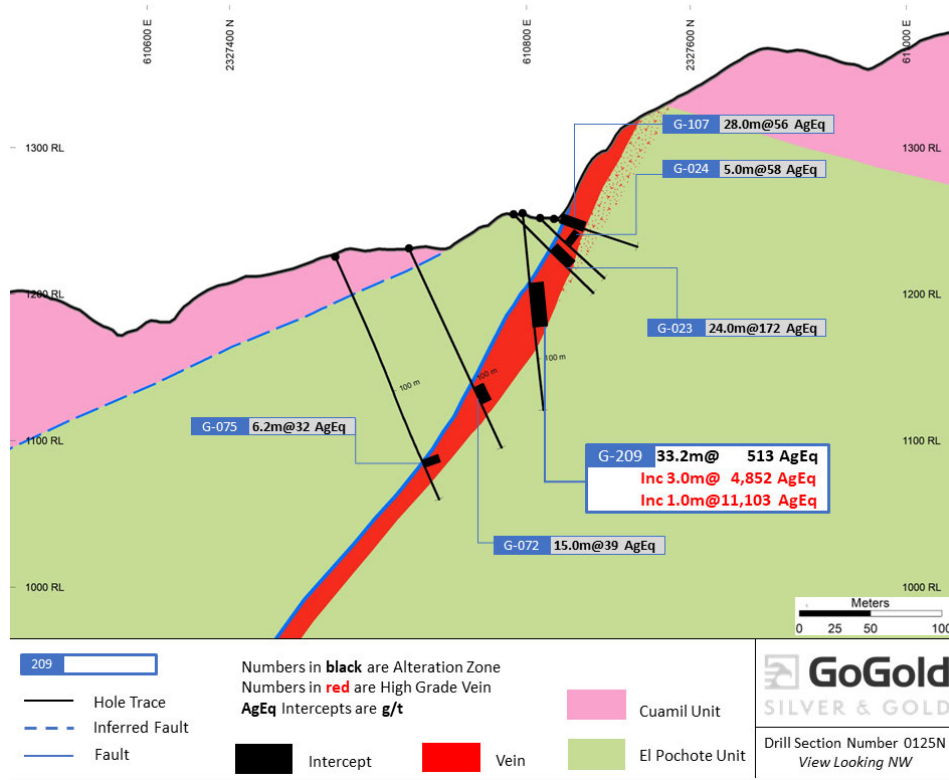 610600 E
2327400 N
610800 E
2327600 N
611000 E
1300 RL
1300 RL
G-107 28.0m@56 AgEq
G-024 5.0m@58 AgEq
1200 RL
1200 RL
G-023 24.0m@172 AgEq
100 m
100 m
100 m
G-075 6.2m@32 AgEq
1100 RL
1100 RL
G-209 33.2m@ 513 AgEq
Inc 3.0m@ 4,852 AgEq
Inc 1.0m@11,103 AgEq
G-072 15.0m@39 AgEq
1000 RL
1000 RL
Meters
0 25 50 100
209
Hole Trace
Inferred Fault
Fault
Numbers in black are Alteration Zone
Numbers in red are High Grade Vein
AgEq Intercepts are g/t
Intercept
Vein
Cuamil Unit
El Pochote Unit
GoGold
SILVER & GOLD
Drill Section Number 0125N
View Looking NW